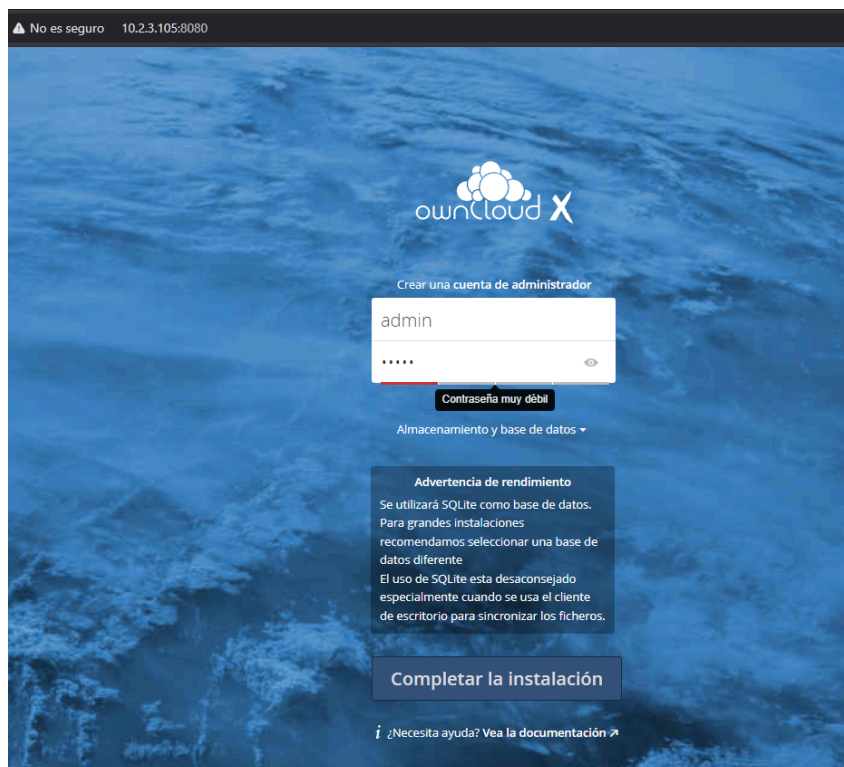 No es seguro 10.2.3.105:8080
ownCloud X
Crear una cuenta de administrador
admin
•••••
Contraseña muy débil
Almacenamiento y base de datos
Advertencia de rendimiento
Se utilizará SQLite como base de datos.
Para grandes instalaciones
recomendamos seleccionar una base de
datos diferente
El uso de SQLite esta desaconsejado
especialmente cuando se usa el cliente
de escritorio para sincronizar los ficheros.
Completar la instalación
i ¿Necesita ayuda? Vea la documentación